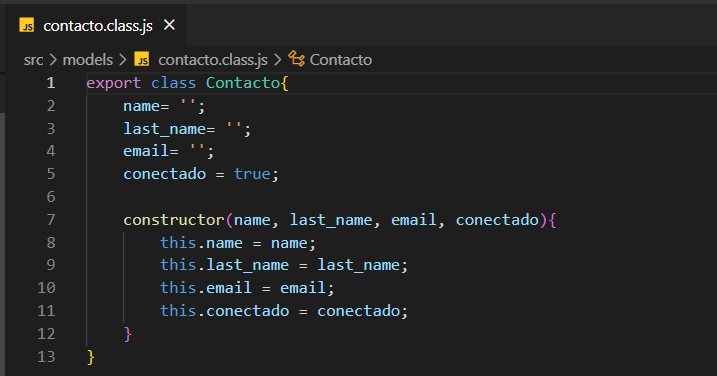 JS contacto.class.js ×
src > models > JS contacto.class.js > Contacto
1 export class Contacto{
2     name= '';
3     last_name= '';
4     email= '';
5     conectado = true;
6
7     constructor(name, last_name, email, conectado){
8         this.name = name;
9         this.last_name = last_name;
10         this.email = email;
11         this.conectado = conectado;
12     }
13 }